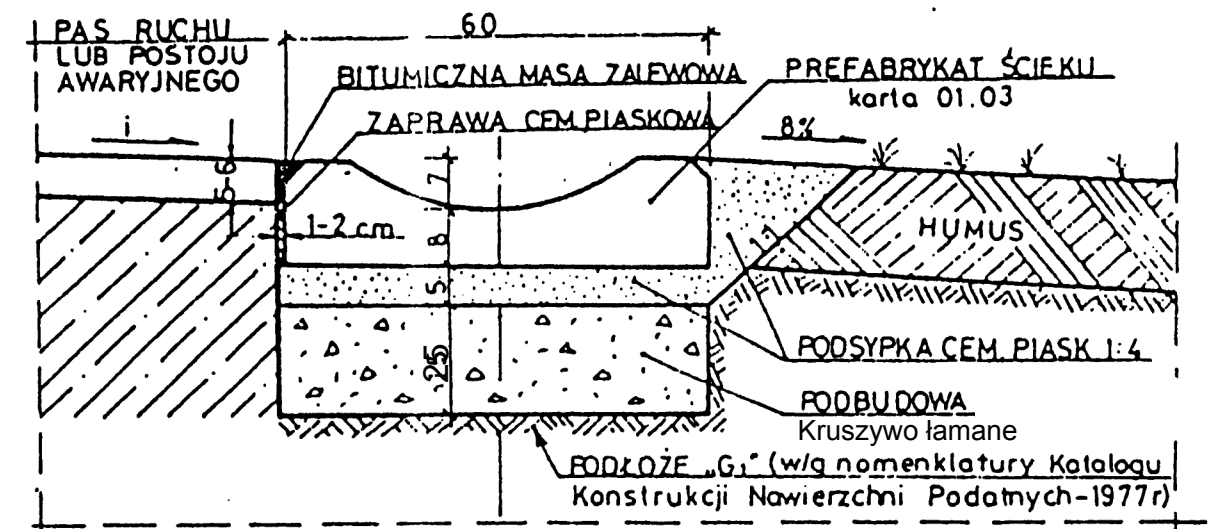 PAS RUCHU
LUB POSTOJU
AWARYJNEGO
60
BITUMICZNA MASA ZALEWOWA
PREFABRYKAT ŚCIEKU
karta 01.03
ZAPRAWA CEM. PIASKOWA
i
8%
5-6
7
1-2 cm
8
HUMUS
5
25
PODSYPKA CEM. PIASK 1:4
PODBUDOWA
Kruszywo łamane
PODŁOŻE „G₁" (w/g nomenklatury Katalogu
Konstrukcji Nawierzchni Podatnych-1977r)